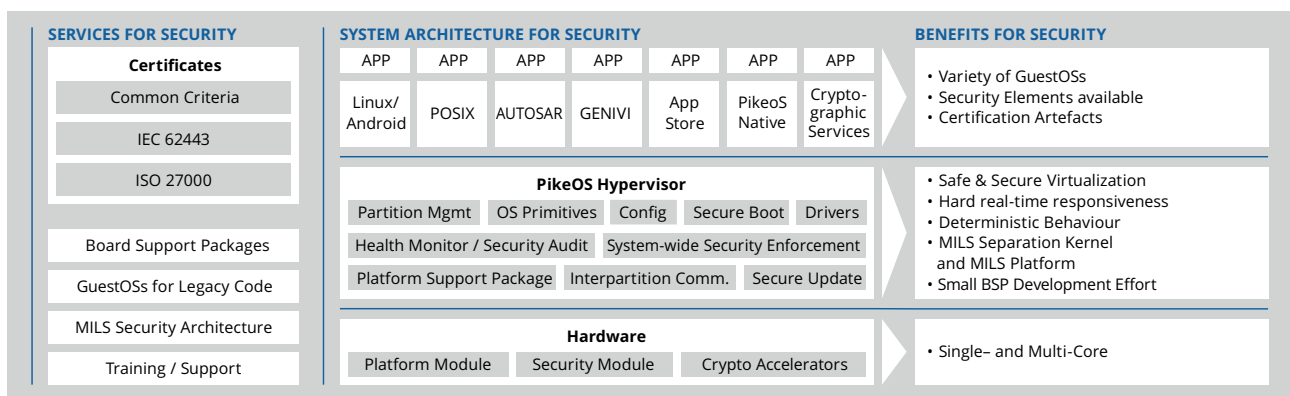 SERVICES FOR SECURITY
Certificates
Common Criteria
IEC 62443
ISO 27000
Board Support Packages
GuestOSs for Legacy Code
MILS Security Architecture
Training / Support
SYSTEM ARCHITECTURE FOR SECURITY
APP APP APP APP APP APP APP
Linux/
Android
POSIX
AUTOSAR
GENIVI
App
Store
PikeoS
Native
Crypto-
graphic
Services
PikeOS Hypervisor
Partition Mgmt OS Primitives Config Secure Boot Drivers
Health Monitor / Security Audit System-wide Security Enforcement
Platform Support Package Interpartition Comm. Secure Update
Hardware
Platform Module Security Module Crypto Accelerators
BENEFITS FOR SECURITY
• Variety of GuestOSs
• Security Elements available
• Certification Artefacts
• Safe & Secure Virtualization
• Hard real-time responsiveness
• Deterministic Behaviour
• MILS Separation Kernel
and MILS Platform
• Small BSP Development Effort
• Single– and Multi-Core